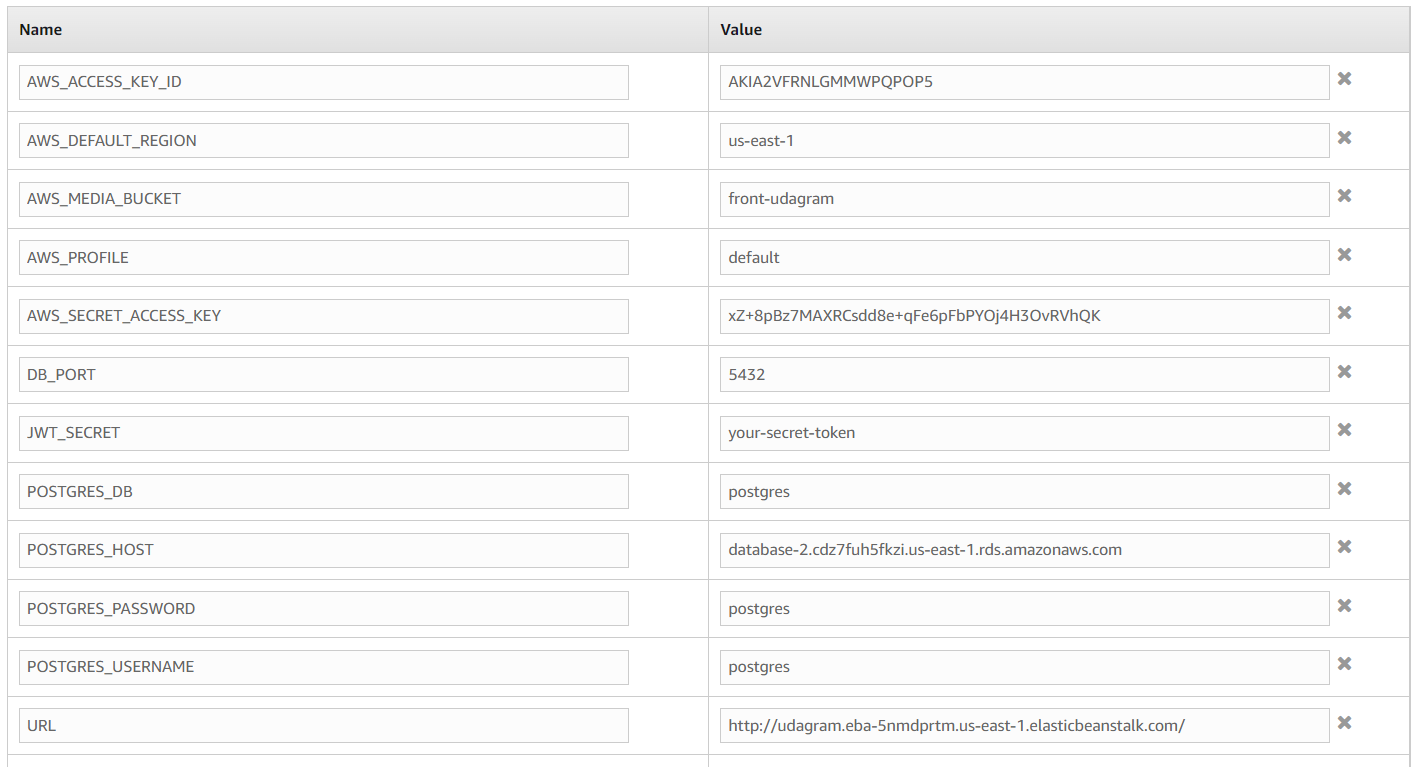 Name Value
AWS_ACCESS_KEY_ID AKIA2VFRNLGMMWPQPOP5
AWS_DEFAULT_REGION us-east-1
AWS_MEDIA_BUCKET front-udagram
AWS_PROFILE default
AWS_SECRET_ACCESS_KEY xZ+8pBz7MAXRCsdd8e+qFe6pFbPYOj4H3OvRVhQK
DB_PORT 5432
JWT_SECRET your-secret-token
POSTGRES_DB postgres
POSTGRES_HOST database-2.cdz7fuh5fkzi.us-east-1.rds.amazonaws.com
POSTGRES_PASSWORD postgres
POSTGRES_USERNAME postgres
URL http://udagram.eba-5nmdprtm.us-east-1.elasticbeanstalk.com/